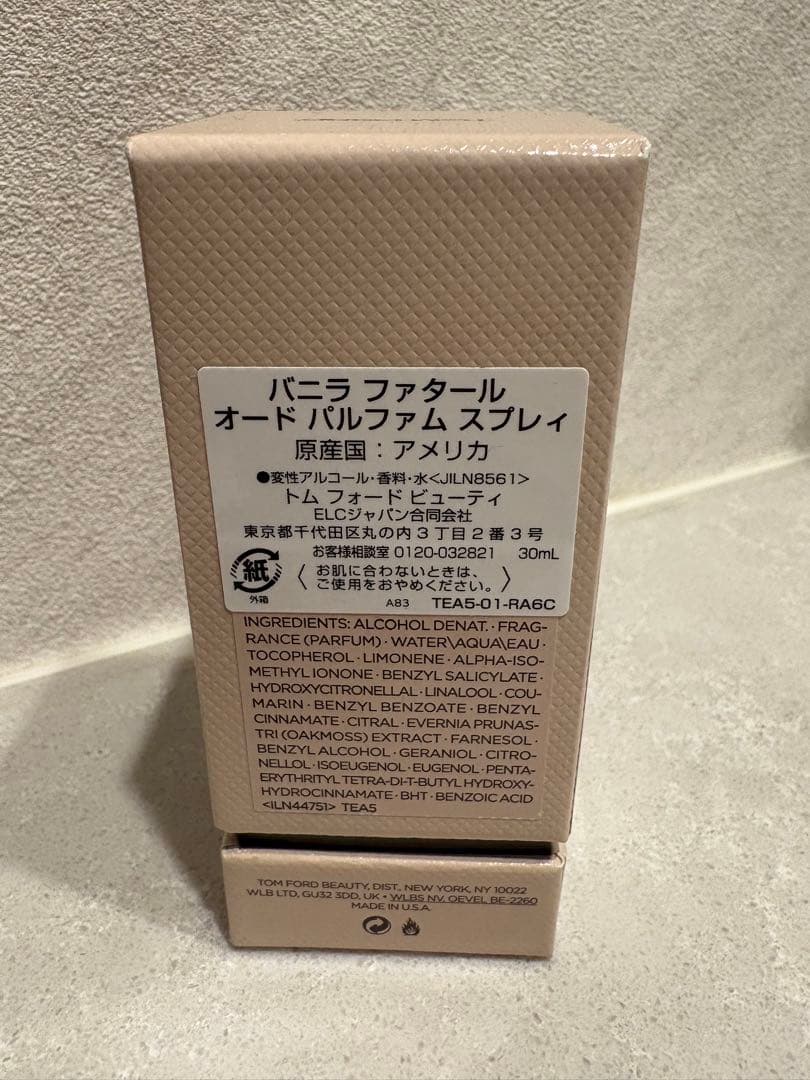 バニラ ファタール
オード パルファム スプレィ
原産国：アメリカ
●変性アルコール・香料・水<JILN8561>
トム フォード ビューティ
ELCジャパン合同会社
東京都千代田区丸の内３丁目２番３号
お客様相談室 0120-032821 30mL
紙
外箱
〈お肌に合わないときは、
ご使用をおやめください。〉
A83 TEA5-01-RA6C
INGREDIENTS: ALCOHOL DENAT. · FRAG-
RANCE (PARFUM) · WATER\AQUA\EAU ·
TOCOPHEROL · LIMONENE · ALPHA-ISO-
METHYL IONONE · BENZYL SALICYLATE ·
HYDROXYCITRONELLAL · LINALOOL · COU-
MARIN · BENZYL BENZOATE · BENZYL
CINNAMATE · CITRAL · EVERNIA PRUNAS-
TRI (OAKMOSS) EXTRACT · FARNESOL ·
BENZYL ALCOHOL · GERANIOL · CITRO-
NELLOL · ISOEUGENOL · EUGENOL · PENTA-
ERYTHRITYL TETRA-DI-T-BUTYL HYDROXY-
HYDROCINNAMATE · BHT · BENZOIC ACID
<ILN44751> TEA5
TOM FORD BEAUTY, DIST., NEW YORK, NY 10022
WLB LTD, GU32 3DD, UK · WLBS NV. OEVEL BE-2260
MADE IN U.S.A.